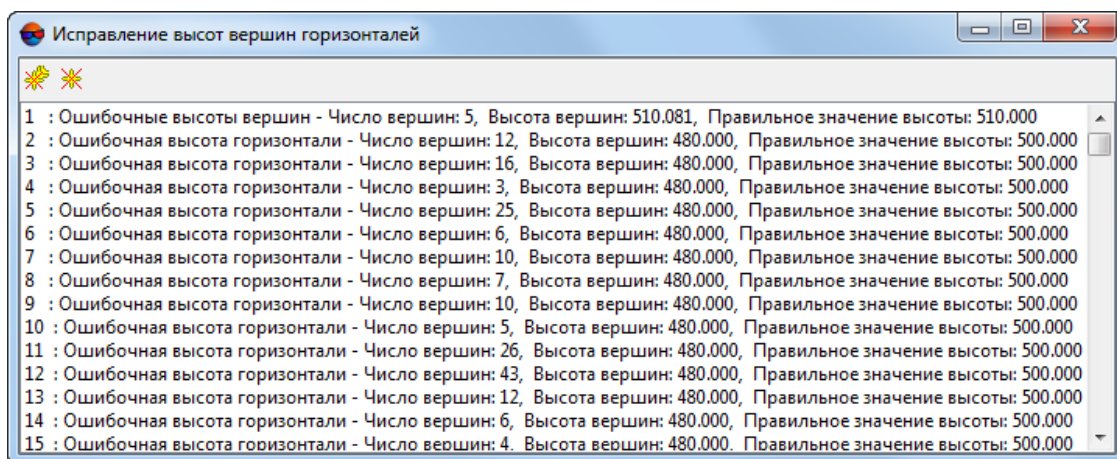 Исправление высот вершин горизонталей
1 : Ошибочные высоты вершин - Число вершин: 5, Высота вершин: 510.081, Правильное значение высоты: 510.000
2 : Ошибочная высота горизонтали - Число вершин: 12, Высота вершин: 480.000, Правильное значение высоты: 500.000
3 : Ошибочная высота горизонтали - Число вершин: 16, Высота вершин: 480.000, Правильное значение высоты: 500.000
4 : Ошибочная высота горизонтали - Число вершин: 3, Высота вершин: 480.000, Правильное значение высоты: 500.000
5 : Ошибочная высота горизонтали - Число вершин: 25, Высота вершин: 480.000, Правильное значение высоты: 500.000
6 : Ошибочная высота горизонтали - Число вершин: 6, Высота вершин: 480.000, Правильное значение высоты: 500.000
7 : Ошибочная высота горизонтали - Число вершин: 10, Высота вершин: 480.000, Правильное значение высоты: 500.000
8 : Ошибочная высота горизонтали - Число вершин: 7, Высота вершин: 480.000, Правильное значение высоты: 500.000
9 : Ошибочная высота горизонтали - Число вершин: 10, Высота вершин: 480.000, Правильное значение высоты: 500.000
10 : Ошибочная высота горизонтали - Число вершин: 5, Высота вершин: 480.000, Правильное значение высоты: 500.000
11 : Ошибочная высота горизонтали - Число вершин: 26, Высота вершин: 480.000, Правильное значение высоты: 500.000
12 : Ошибочная высота горизонтали - Число вершин: 43, Высота вершин: 480.000, Правильное значение высоты: 500.000
13 : Ошибочная высота горизонтали - Число вершин: 12, Высота вершин: 480.000, Правильное значение высоты: 500.000
14 : Ошибочная высота горизонтали - Число вершин: 6, Высота вершин: 480.000, Правильное значение высоты: 500.000
15 : Ошибочная высота горизонтали - Число вершин: 4, Высота вершин: 480.000, Правильное значение высоты: 500.000